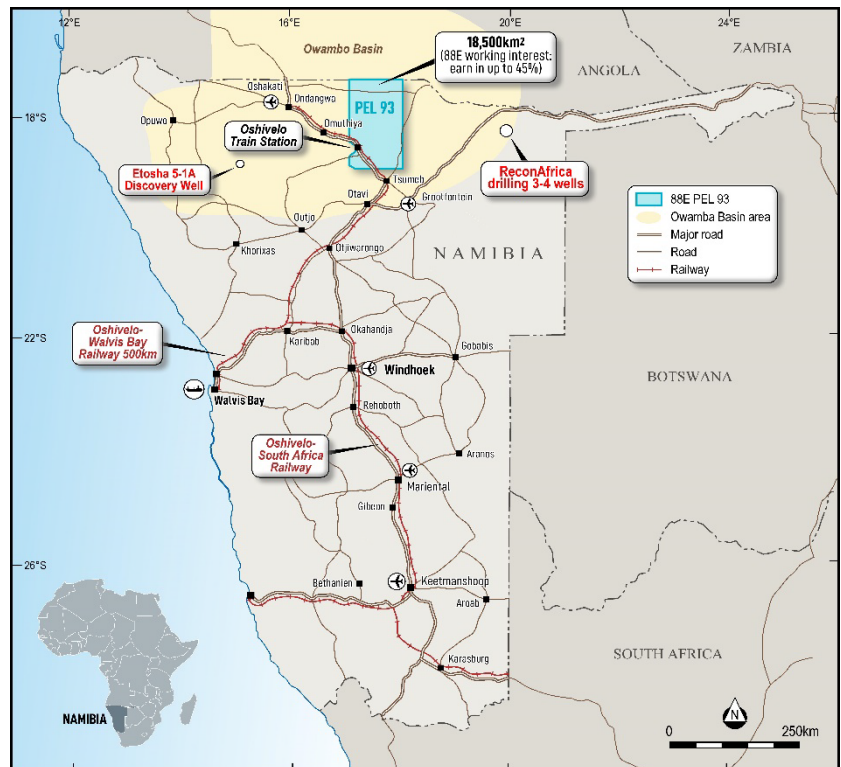 12°E
16°E
20°E
24°E
Owambo Basin
18,500km²
(88E working interest:
earn in up to 45%)
ZAMBIA
ANGOLA
Oshakati
Ondangwa
PEL 93
18°S
Opuwo
Omuthiya
Oshivelo
Train Station
Etosha 5-1A
Discovery Well
Tsumeb
ReconAfrica
drilling 3-4 wells
Otavi
Grootfontein
88E PEL 93
Owamba Basin area
Major road
Road
Railway
Outjo
Khorixas
Otjiwarongo
NAMIBIA
22°S
Oshivelo-
Walvis Bay
Railway 500km
Karibab
Okahandja
Gobabis
Windhoek
BOTSWANA
Walvis Bay
Rehoboth
Oshivelo-
South Africa
Railway
Aranos
Mariental
Gibeon
26°S
Bethanien
Keetmanshoop
Aroab
Karasburg
SOUTH AFRICA
NAMIBIA
N
0
250km